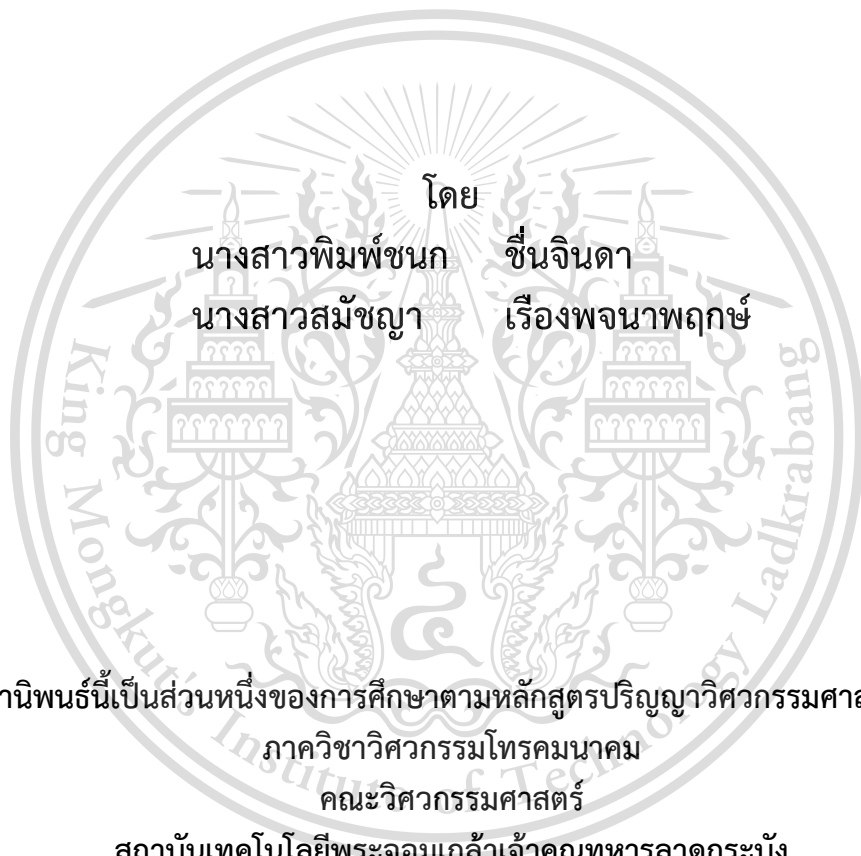 โดย
นางสาวพิมพ์ชนก ชื่นจินดา
นางสาวสมัชญา เรืองพจนาพฤกษ์
King Mongkut's Institute of Technology Ladkrabang
านิพนธ์นี้เป็นส่วนหนึ่งของการศึกษาตามหลักสูตรปริญญาวิศวกรรมศาส
ภาควิชาวิศวกรรมโทรคมนาคม
คณะวิศวกรรมศาสตร์
สถาบันเทคโนโลยีพระจอมเกล้าเจ้าคุณทหารลาดกระบัง